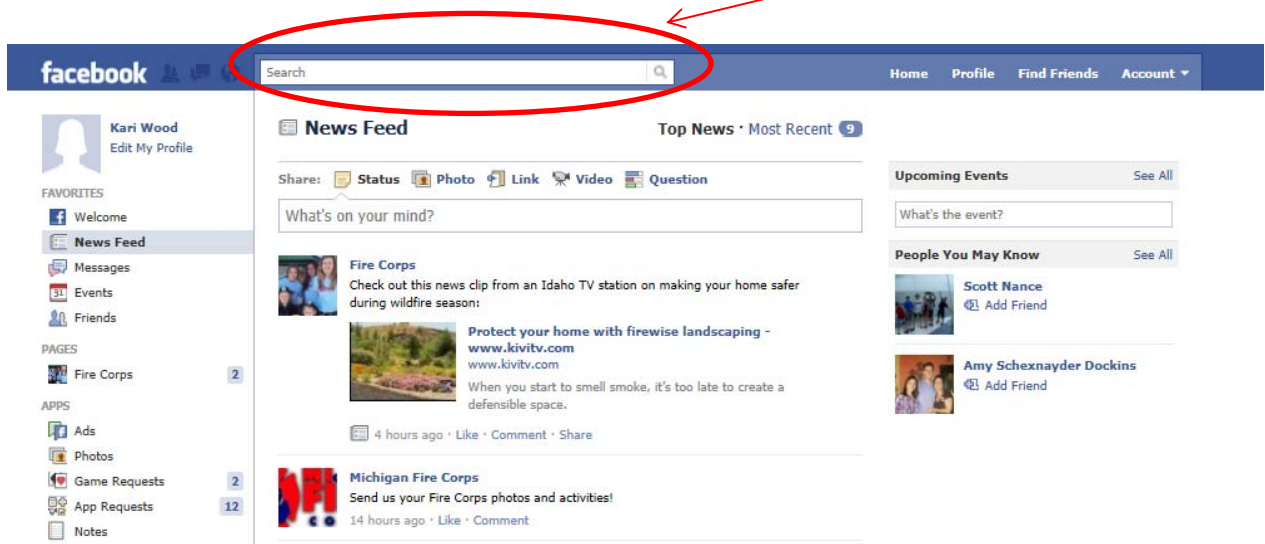 facebook
Search
Home Profile Find Friends Account
Kari Wood
Edit My Profile
FAVORITES
Welcome
News Feed
Messages
31 Events
Friends
PAGES
Fire Corps 2
APPS
Ads
Photos
Game Requests 2
App Requests 12
Notes
News Feed
Top News · Most Recent 9
Share: Status Photo Link Video Question
What's on your mind?
Fire Corps
Check out this news clip from an Idaho TV station on making your home safer
during wildfire season:
Protect your home with firewise landscaping -
www.kivitv.com
www.kivitv.com
When you start to smell smoke, it's too late to create a
defensible space.
4 hours ago · Like · Comment · Share
FI
CO
Michigan Fire Corps
Send us your Fire Corps photos and activities!
14 hours ago · Like · Comment
Upcoming Events See All
What's the event?
People You May Know See All
Scott Nance
Add Friend
Amy Schexnayder Dockins
Add Friend